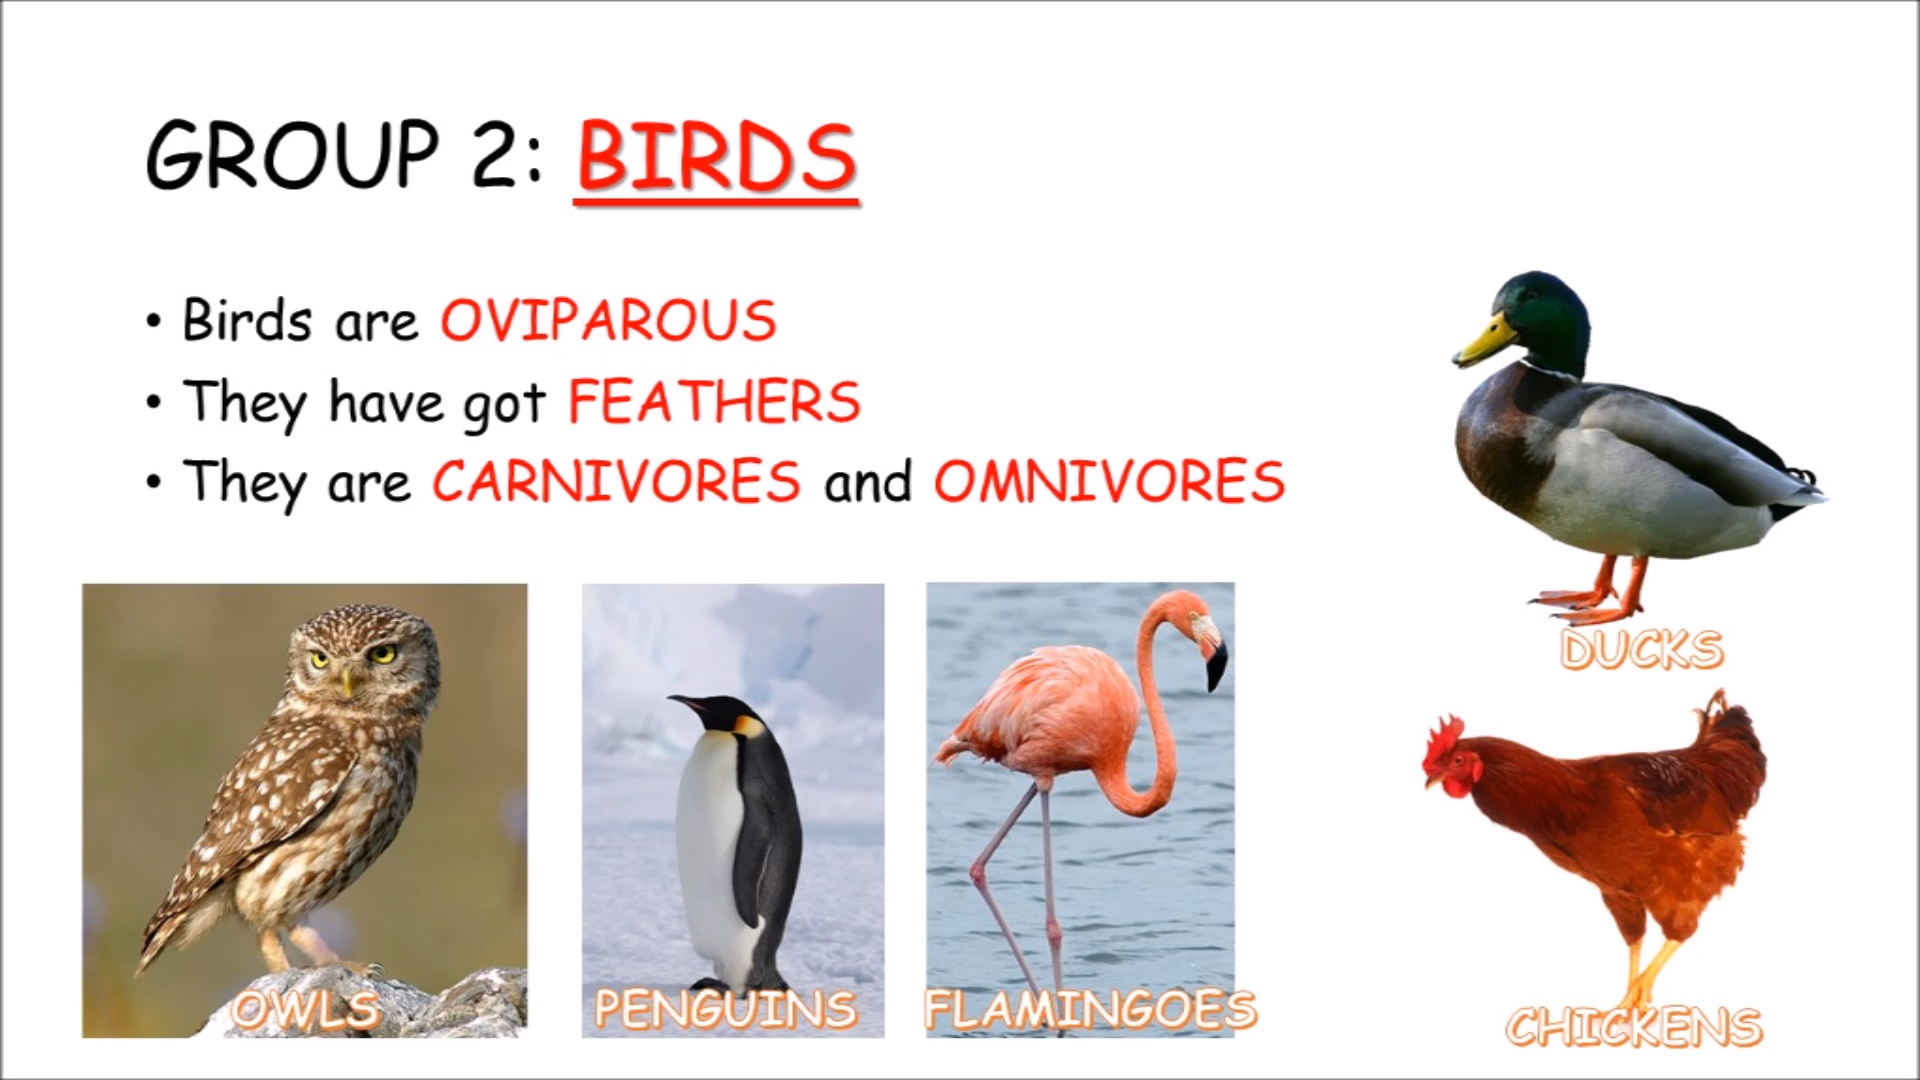 GROUP 2: BIRDS
• Birds are OVIPAROUS
• They have got FEATHERS
• They are CARNIVORES and OMNIVORES
DUCKS
OWLS
PENGUINS
FLAMINGOES
CHICKENS